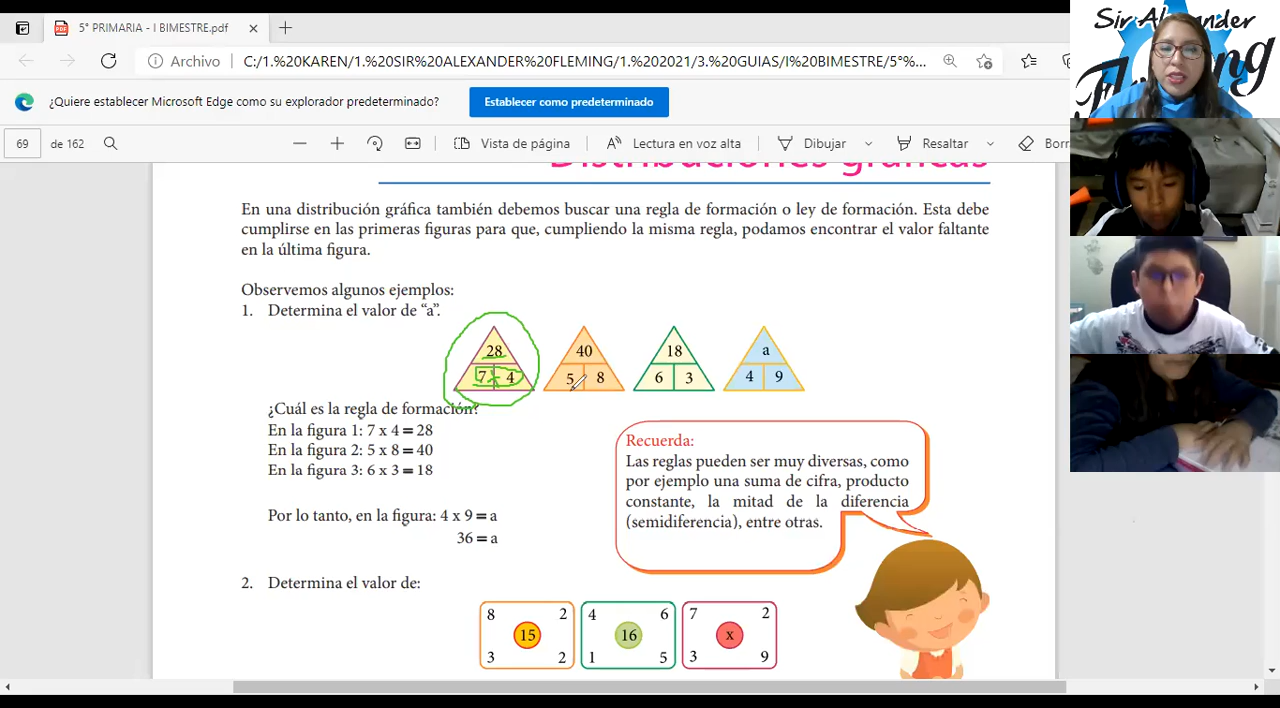 5° PRIMARIA - I BIMESTRE.pdf
Archivo
C:/1.%20KAREN/1.%20SIR%20ALEXANDER%20FLEMING/1.%202021/3.%20GUIAS/I%20BIMESTRE/5°%...
¿Quiere establecer Microsoft Edge como su explorador predeterminado?
Establecer como predeterminado
69 de 162
Vista de página
Lectura en voz alta
Dibujar
Resaltar
Borr
Distribuciones gráficas
En una distribución gráfica también debemos buscar una regla de formación o ley de formación. Esta debe
cumplirse en las primeras figuras para que, cumpliendo la misma regla, podamos encontrar el valor faltante
en la última figura.
Observemos algunos ejemplos:
1. Determina el valor de “a”.
28 40 18 a
7 x 4 5 8 6 3 4 9
¿Cuál es la regla de formación?
En la figura 1: 7 x 4 = 28
En la figura 2: 5 x 8 = 40
En la figura 3: 6 x 3 = 18
Por lo tanto, en la figura: 4 x 9 = a
36 = a
Recuerda:
Las reglas pueden ser muy diversas, como
por ejemplo una suma de cifra, producto
constante, la mitad de la diferencia
(semidiferencia), entre otras.
2. Determina el valor de:
8 2 4 6 7 2
15 16 x
3 2 1 5 3 9
Sir Al nder